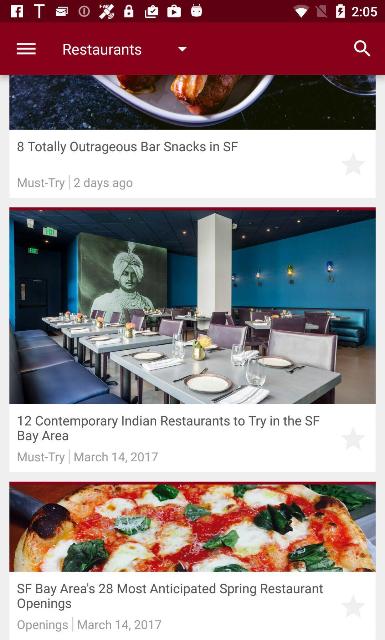 2:05
Restaurants
8 Totally Outrageous Bar Snacks in SF
Must-Try | 2 days ago
12 Contemporary Indian Restaurants to Try in the SF
Bay Area
Must-Try | March 14, 2017
SF Bay Area's 28 Most Anticipated Spring Restaurant
Openings
Openings | March 14, 2017